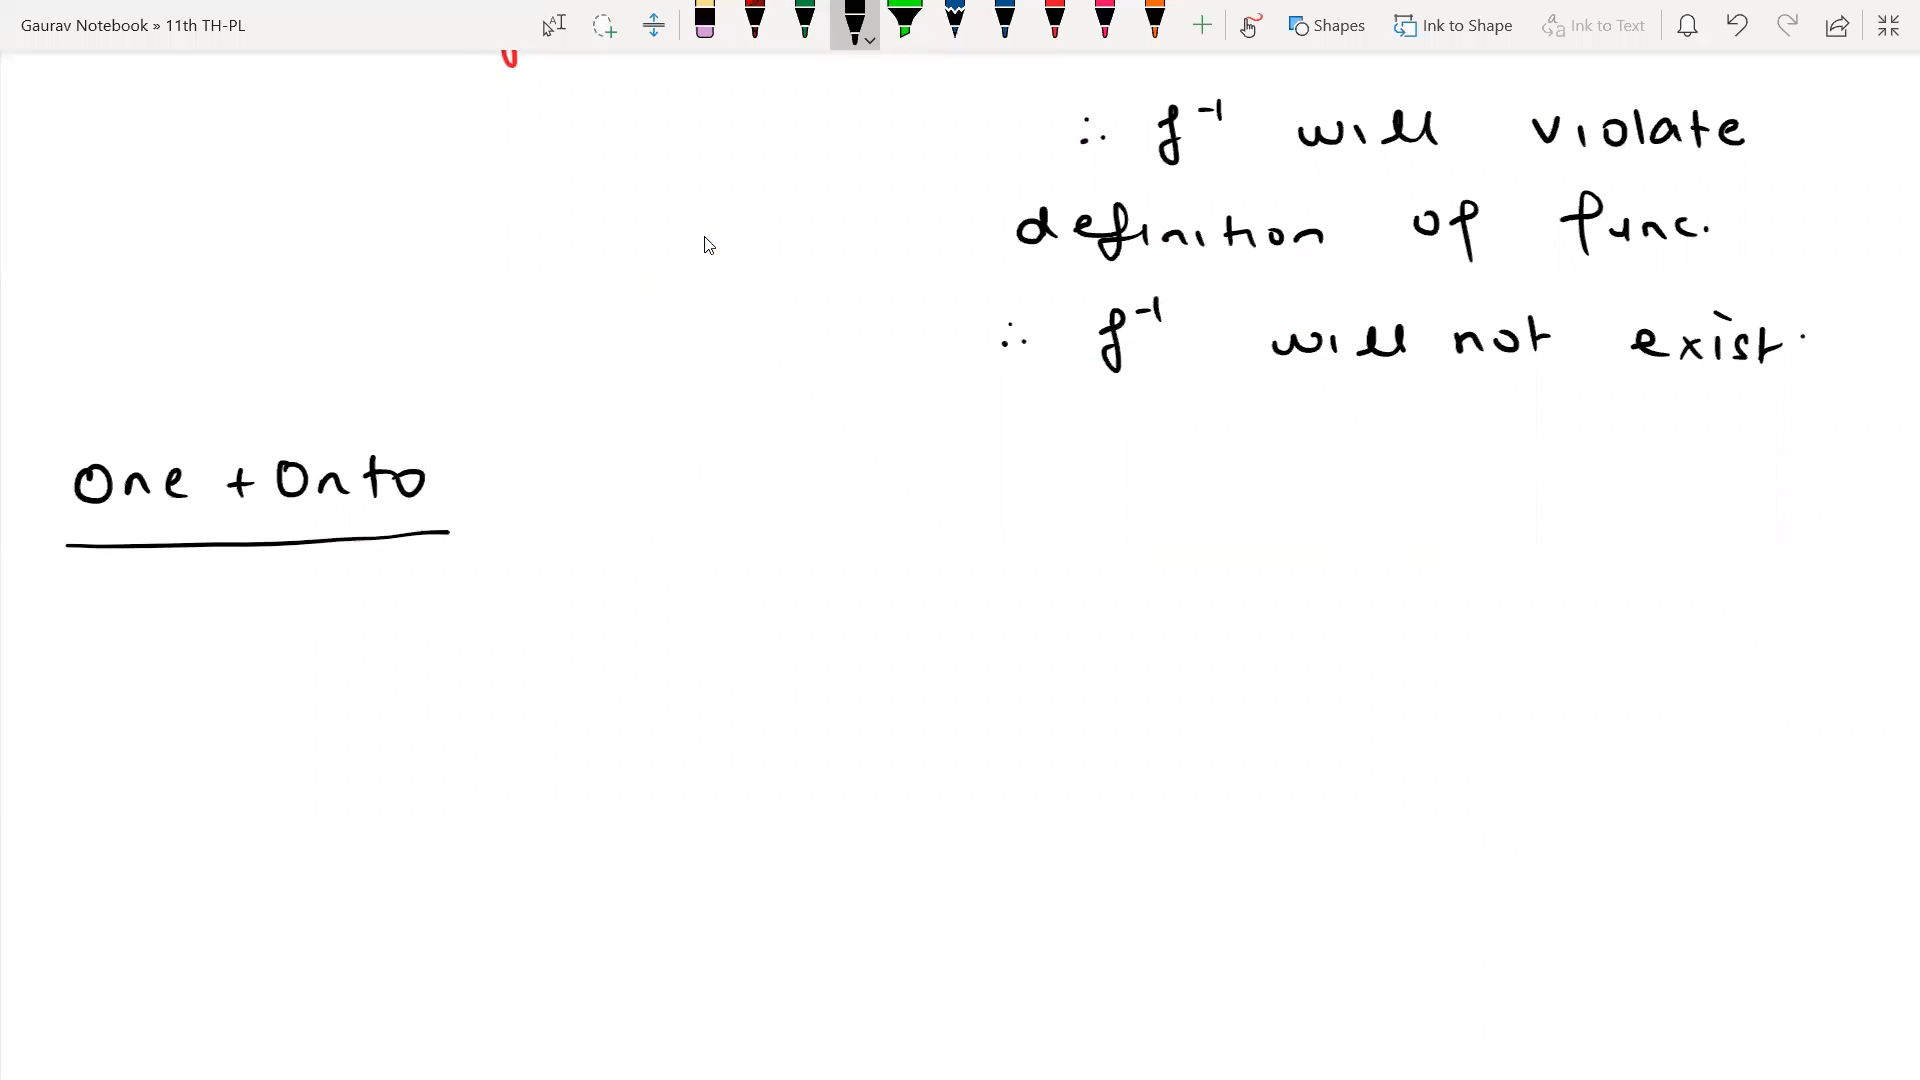 Gaurav Notebook » 11th TH-PL
Shapes
Ink to Shape
Ink to Text
∴ f⁻¹ will violate
definition of func.
∴ f⁻¹ will not exist.
One + Onto